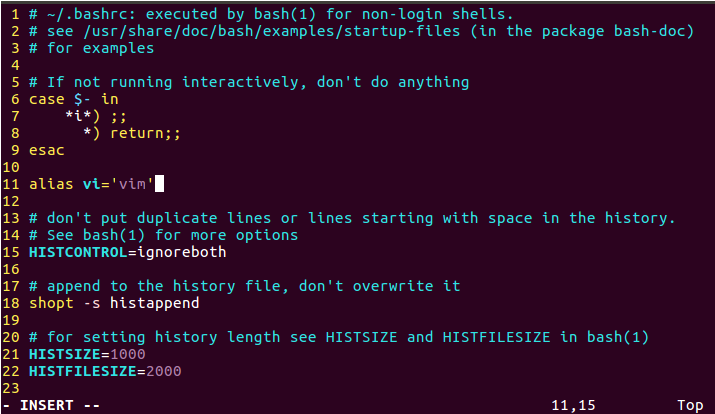 1 # ~/.bashrc: executed by bash(1) for non-login shells.
2 # see /usr/share/doc/bash/examples/startup-files (in the package bash-doc)
3 # for examples
4
5 # If not running interactively, don't do anything
6 case $- in
7     *i*) ;;
8       *) return;;
9 esac
10
11 alias vi='vim'
12
13 # don't put duplicate lines or lines starting with space in the history.
14 # See bash(1) for more options
15 HISTCONTROL=ignoreboth
16
17 # append to the history file, don't overwrite it
18 shopt -s histappend
19
20 # for setting history length see HISTSIZE and HISTFILESIZE in bash(1)
21 HISTSIZE=1000
22 HISTFILESIZE=2000
23
- INSERT -- 11,15 Top